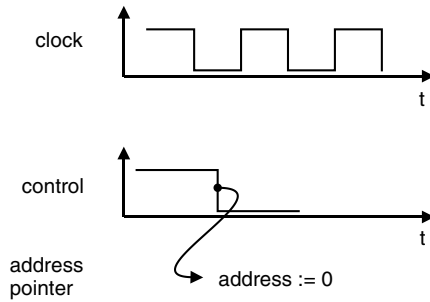 clock
t
control
t
address
pointer
address := 0